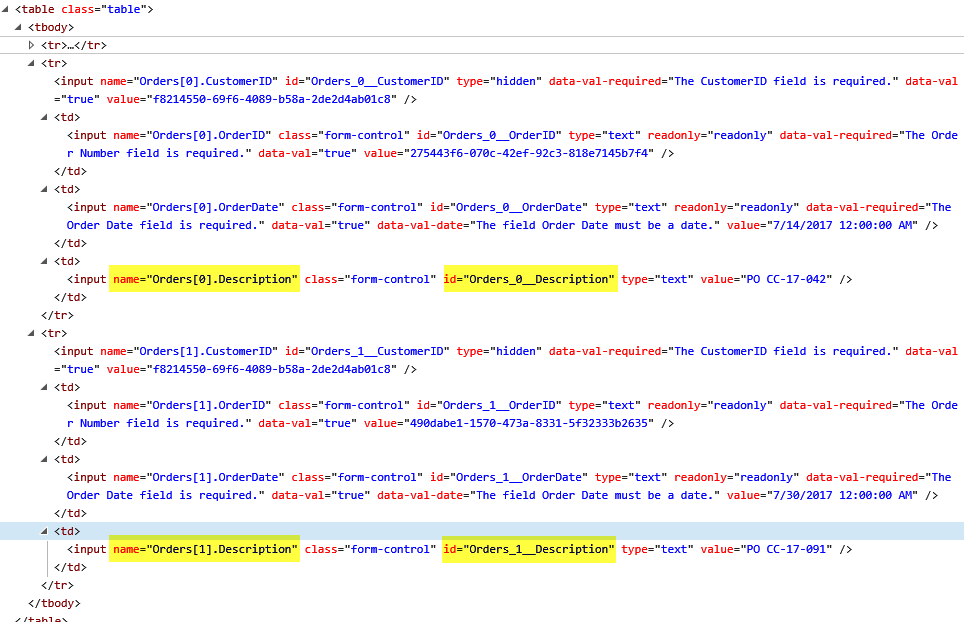 <table class="table">
<tbody>
<tr>…</tr>
<tr>
<input name="Orders[0].CustomerID" id="Orders_0__CustomerID" type="hidden" data-val-required="The CustomerID field is required." data-val
="true" value="f8214550-69f6-4089-b58a-2de2d4ab01c8" />
<td>
<input name="Orders[0].OrderID" class="form-control" id="Orders_0__OrderID" type="text" readonly="readonly" data-val-required="The Orde
r Number field is required." data-val="true" value="275443f6-070c-42ef-92c3-818e7145b7f4" />
</td>
<td>
<input name="Orders[0].OrderDate" class="form-control" id="Orders_0__OrderDate" type="text" readonly="readonly" data-val-required="The
Order Date field is required." data-val="true" data-val-date="The field Order Date must be a date." value="7/14/2017 12:00:00 AM" />
</td>
<td>
<input name="Orders[0].Description" class="form-control" id="Orders_0__Description" type="text" value="PO CC-17-042" />
</td>
</tr>
<tr>
<input name="Orders[1].CustomerID" id="Orders_1__CustomerID" type="hidden" data-val-required="The CustomerID field is required." data-val
="true" value="f8214550-69f6-4089-b58a-2de2d4ab01c8" />
<td>
<input name="Orders[1].OrderID" class="form-control" id="Orders_1__OrderID" type="text" readonly="readonly" data-val-required="The Orde
r Number field is required." data-val="true" value="490dabe1-1570-473a-8331-5f32333b2635" />
</td>
<td>
<input name="Orders[1].OrderDate" class="form-control" id="Orders_1__OrderDate" type="text" readonly="readonly" data-val-required="The
Order Date field is required." data-val="true" data-val-date="The field Order Date must be a date." value="7/30/2017 12:00:00 AM" />
</td>
<td>
<input name="Orders[1].Description" class="form-control" id="Orders_1__Description" type="text" value="PO CC-17-091" />
</td>
</tr>
</tbody>
</table>